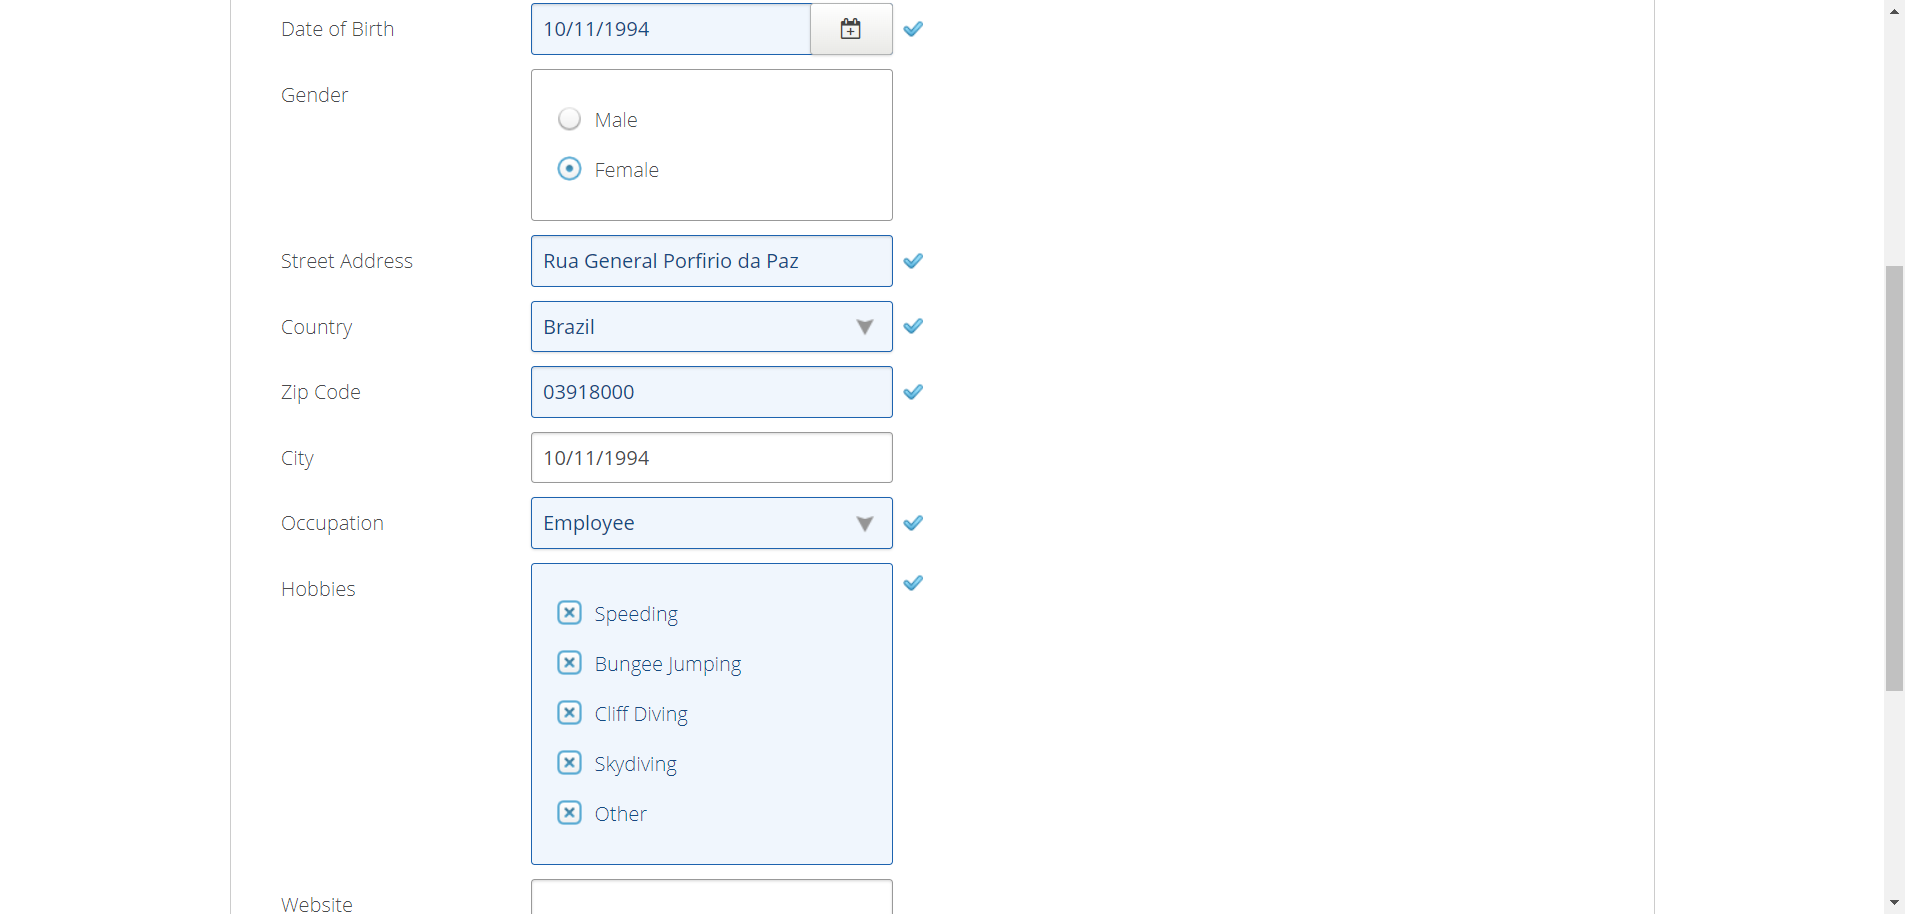 Date of Birth 10/11/1994
Gender
Male
Female
Street Address Rua General Porfirio da Paz
Country Brazil
Zip Code 03918000
City 10/11/1994
Occupation Employee
Hobbies
Speeding
Bungee Jumping
Cliff Diving
Skydiving
Other
Website